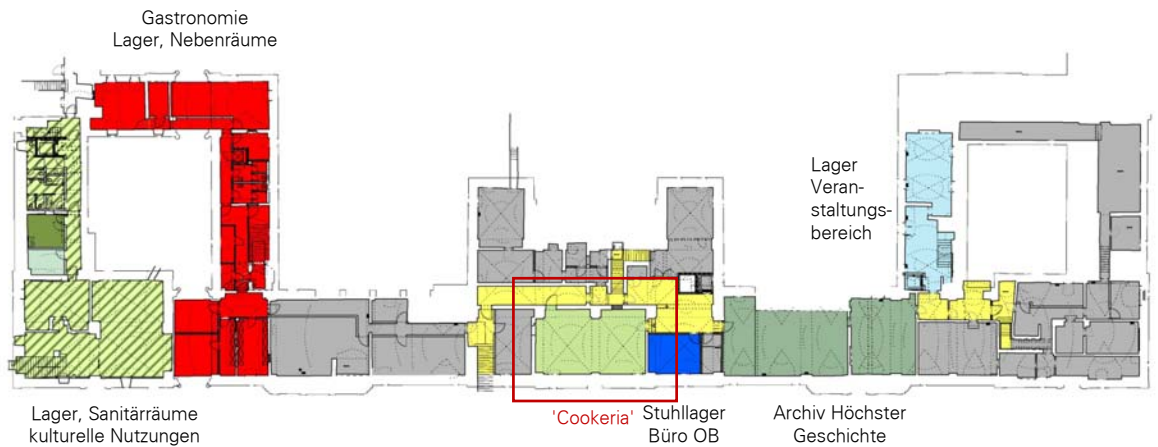 Gastronomie
Lager, Nebenräume
Lager
Veran-
staltungs-
bereich
Lager, Sanitärräume
kulturelle Nutzungen
'Cookeria'
Stuhllager
Büro OB
Archiv Höchster
Geschichte